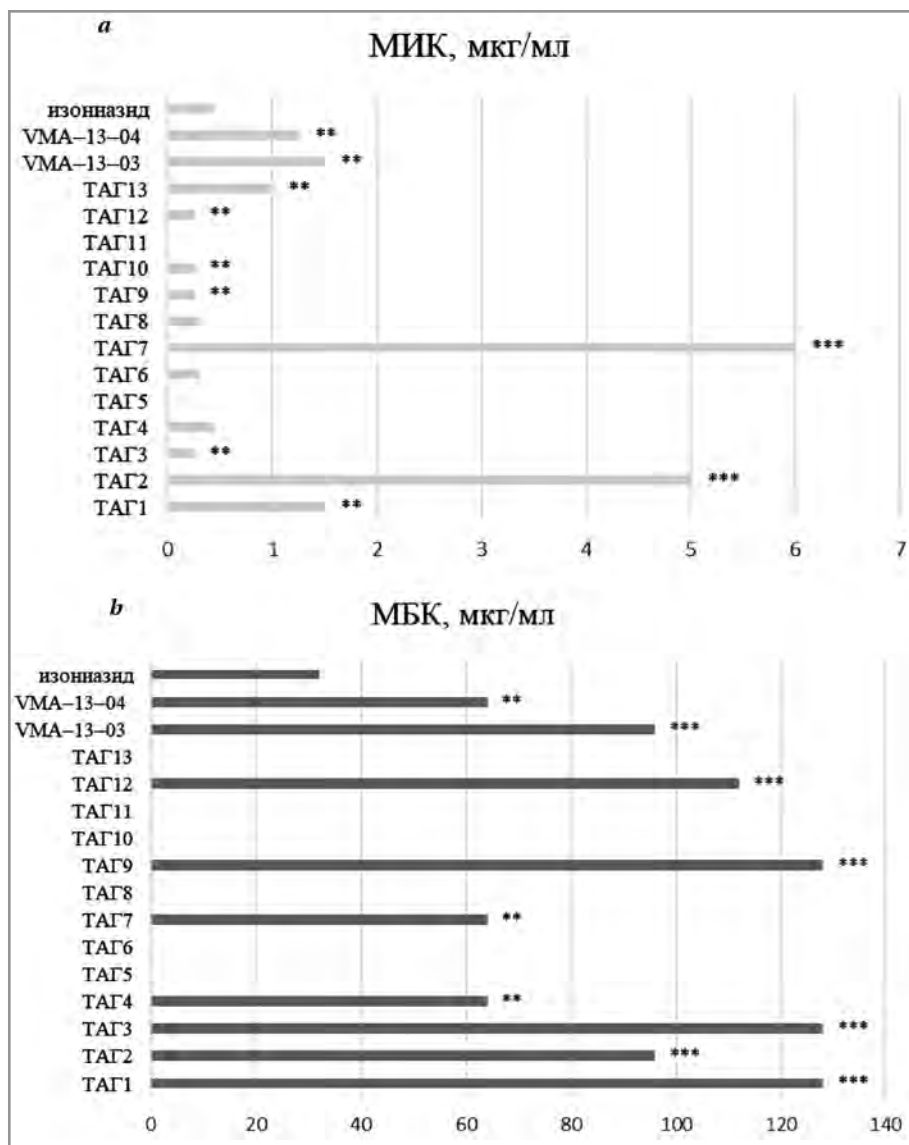 a
МИК, мкг/мл
изониазид
VMA–13–04 **
VMA–13–03 **
ТАГ13 **
ТАГ12 **
ТАГ11
ТАГ10 **
ТАГ9 **
ТАГ8
ТАГ7 ***
ТАГ6
ТАГ5
ТАГ4
ТАГ3 **
ТАГ2 ***
ТАГ1 **
0 1 2 3 4 5 6 7
b
МБК, мкг/мл
изониазид
VMA–13–04 **
VMA–13–03 ***
ТАГ13
ТАГ12 ***
ТАГ11
ТАГ10
ТАГ9 ***
ТАГ8
ТАГ7 **
ТАГ6
ТАГ5
ТАГ4 **
ТАГ3 ***
ТАГ2 ***
ТАГ1 ***
0 20 40 60 80 100 120 140